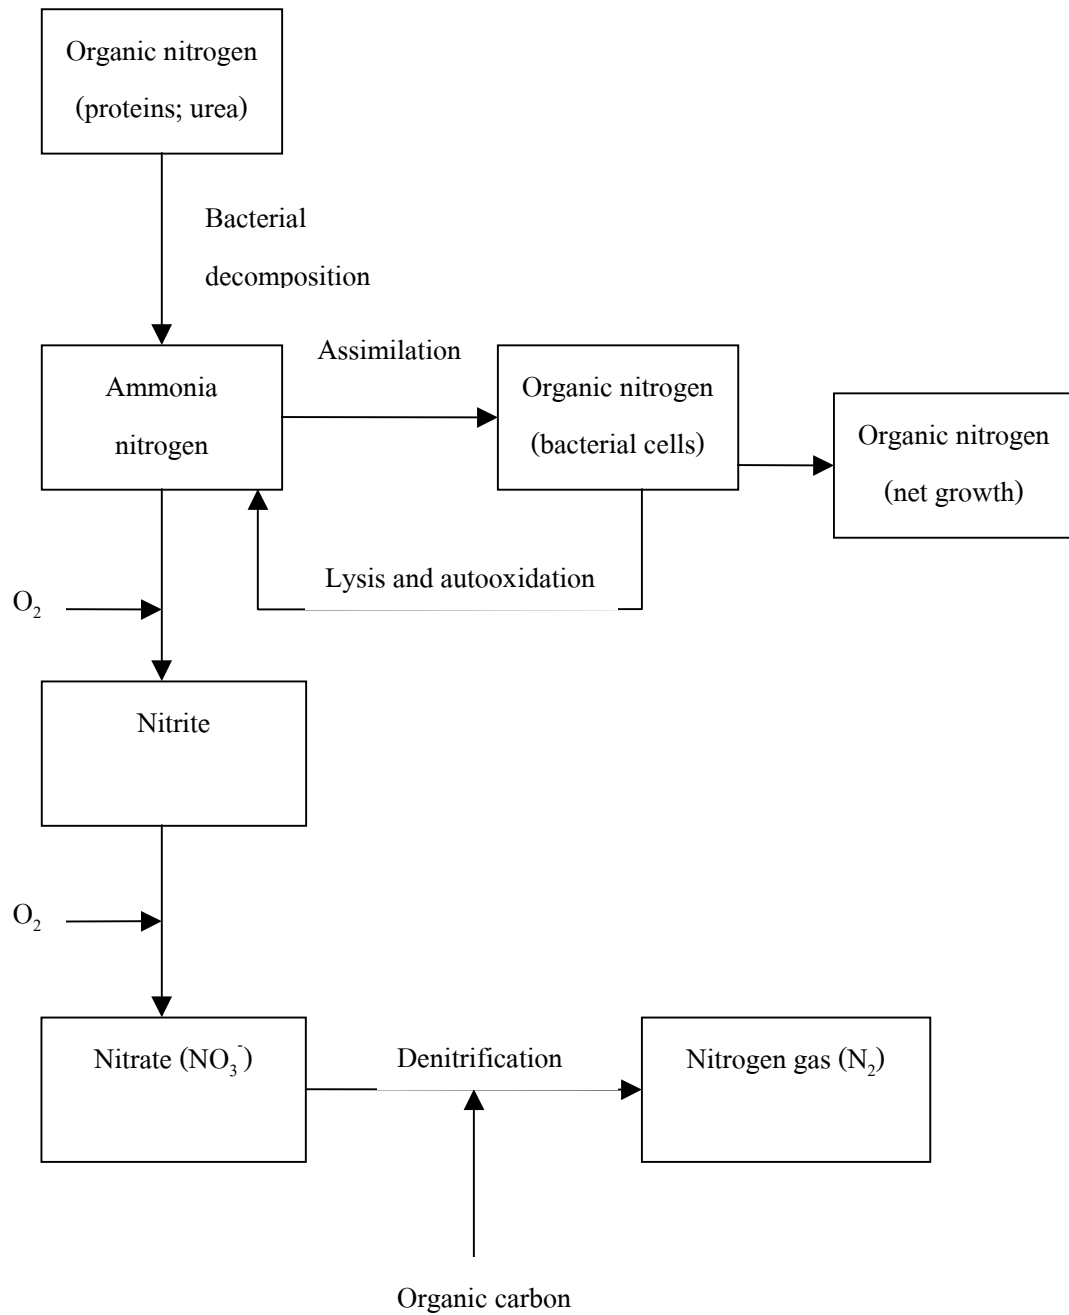 Organic nitrogen
(proteins; urea)
Bacterial
decomposition
Assimilation
Ammonia
nitrogen
Organic nitrogen
(bacterial cells)
Organic nitrogen
(net growth)
Lysis and autooxidation
O₂
Nitrite
O₂
Nitrate (NO₃⁻)
Denitrification
Nitrogen gas (N₂)
Organic carbon